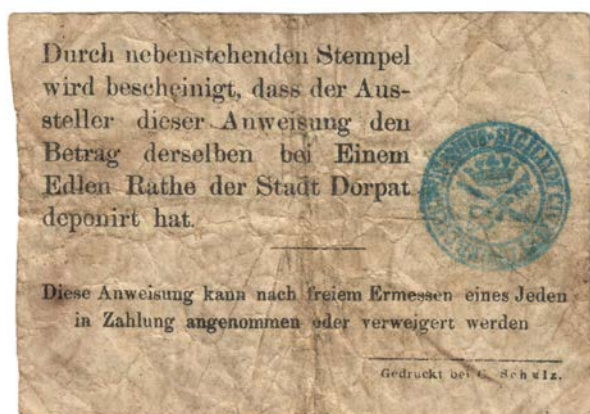 Durch nebenstehenden Stempel
wird bescheinigt, dass der Aus-
steller dieser Anweisung den
Betrag derselben bei Einem
Edlen Rathe der Stadt Dorpat
deponirt hat.
Diese Anweisung kann nach freiem Ermessen eines Jeden
in Zahlung angenommen oder verweigert werden
Gedruckt bei C. Schulz.